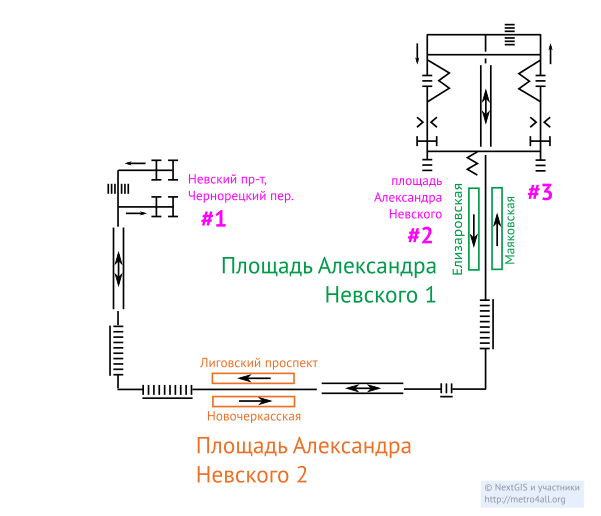 Невский пр-т,
Чернорецкий пер.
#1
площадь
Александра
Невского
#2
#3
Елизаровская
Маяковская
Площадь Александра
Невского 1
Лиговский проспект
Новочеркасская
Площадь Александра
Невского 2
© NextGIS и участники
http://metro4all.org